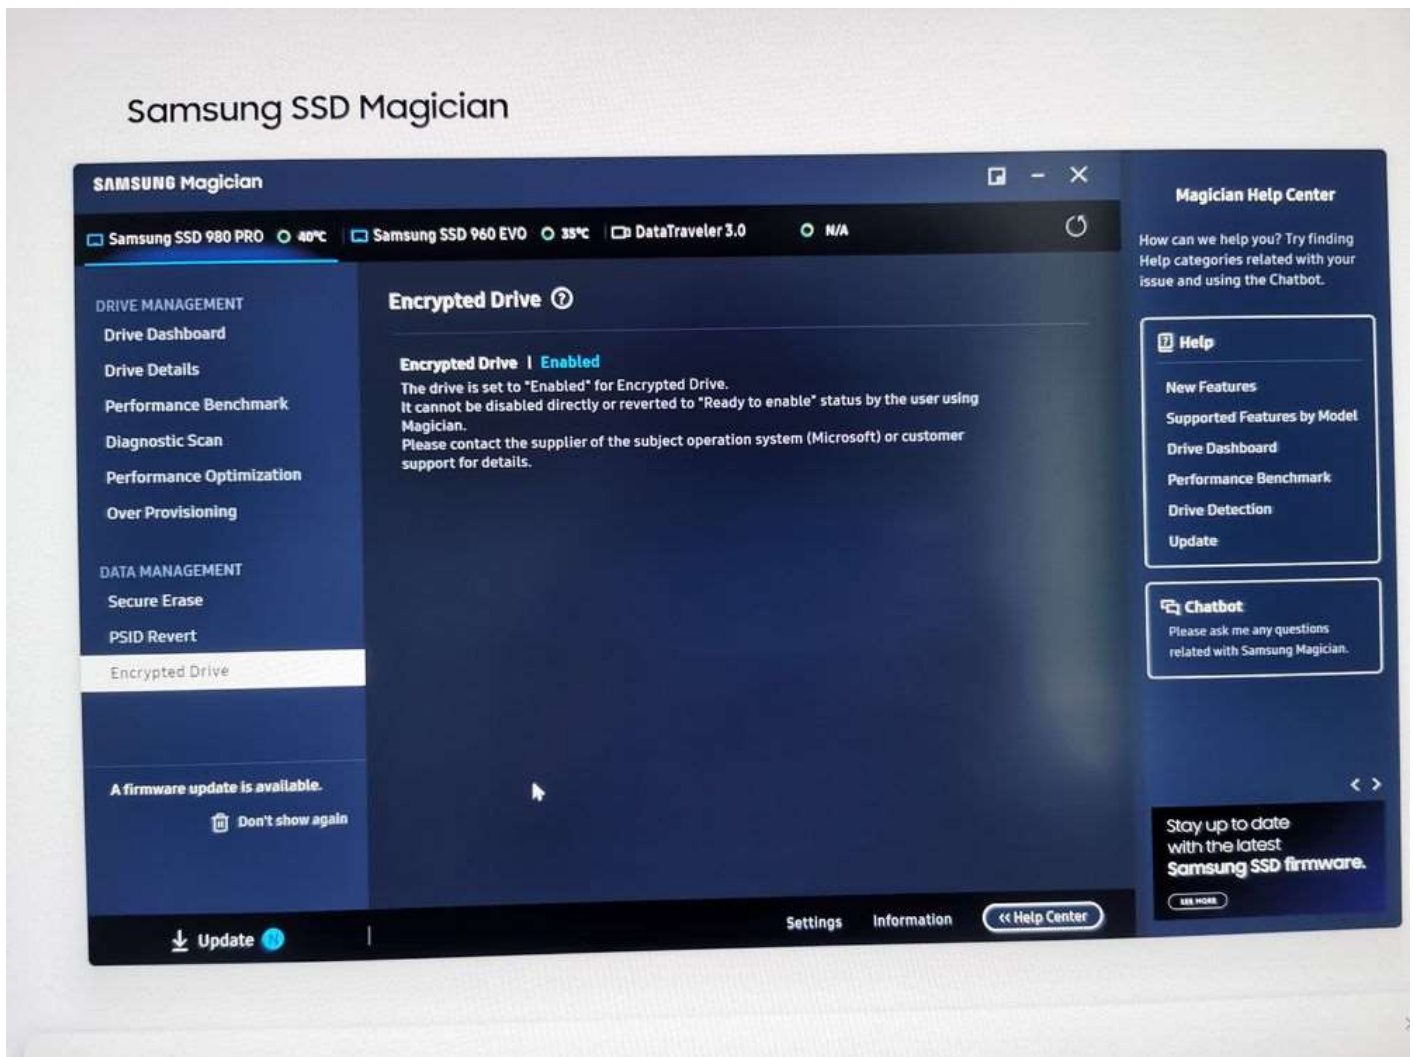 Samsung SSD Magician
SAMSUNG Magician
Samsung SSD 980 PRO 40°C Samsung SSD 960 EVO 35°C DataTraveler 3.0 N/A
DRIVE MANAGEMENT
Drive Dashboard
Drive Details
Performance Benchmark
Diagnostic Scan
Performance Optimization
Over Provisioning
DATA MANAGEMENT
Secure Erase
PSID Revert
Encrypted Drive
A firmware update is available.
Don't show again
Update N
Encrypted Drive ?
Encrypted Drive | Enabled
The drive is set to "Enabled" for Encrypted Drive.
It cannot be disabled directly or reverted to "Ready to enable" status by the user using
Magician.
Please contact the supplier of the subject operation system (Microsoft) or customer
support for details.
Settings Information << Help Center
Magician Help Center
How can we help you? Try finding
Help categories related with your
issue and using the Chatbot.
Help
New Features
Supported Features by Model
Drive Dashboard
Performance Benchmark
Drive Detection
Update
Chatbot
Please ask me any questions
related with Samsung Magician.
Stay up to date
with the latest
Samsung SSD firmware.
SEE MORE